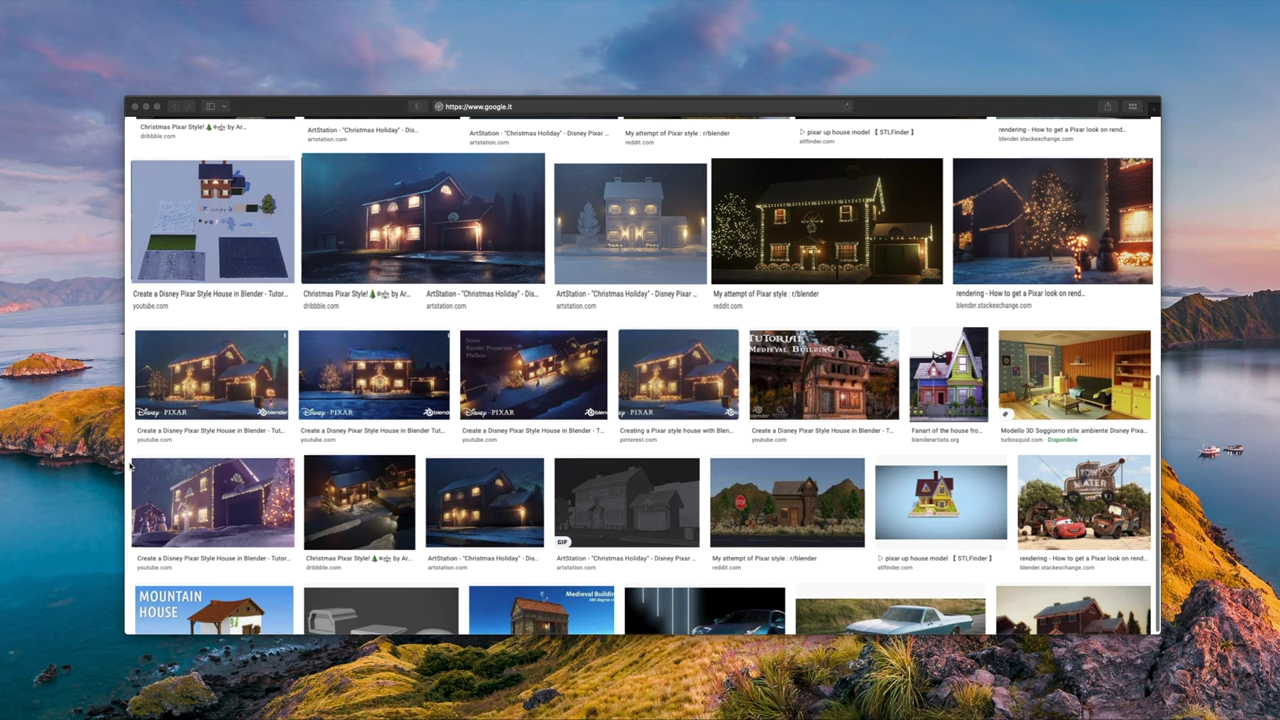 https://www.google.it
Christmas Pixar Style!🎄❄️🏘️ by Ar...
dribbble.com
ArtStation - "Christmas Holiday" - Dis...
artstation.com
ArtStation - "Christmas Holiday" - Disney Pixar ...
artstation.com
My attempt of Pixar style : r/blender
reddit.com
▷ pixar up house model 【 STLFinder 】
stlfinder.com
rendering - How to get a Pixar look on rend...
blender.stackexchange.com
Create a Disney Pixar Style House in Blender - Tutor...
youtube.com
Christmas Pixar Style!🎄❄️🏘️ by Ar...
dribbble.com
ArtStation - "Christmas Holiday" - Dis...
artstation.com
ArtStation - "Christmas Holiday" - Disney Pixar ...
artstation.com
My attempt of Pixar style : r/blender
reddit.com
rendering - How to get a Pixar look on rend...
blender.stackexchange.com
Disney · PIXAR
blender
Disney · PIXAR
blender
Snow
Render Properties
Mailbox
Disney · PIXAR
blender
Disney · PIXAR
blender
TUTORIAL
MEDIEVAL BUILDING
Create a Disney Pixar Style House in Blender - Tut...
youtube.com
Create a Disney Pixar Style House in Blender Tut...
youtube.com
Create a Disney Pixar Style House in Blender - T...
youtube.com
Creating a Pixar style house with Blen...
pinterest.com
Create a Disney Pixar Style House in Blender - T...
youtube.com
Fanart of the house fro...
blenderartists.org
Modello 3D Soggiorno stile ambiente Disney Pixa...
turbosquid.com · Disponibile
GIF
STOP
TOW
MATER
Create a Disney Pixar Style House in Blender - Tutor...
youtube.com
Christmas Pixar Style!🎄❄️🏘️ by Ar...
dribbble.com
ArtStation - "Christmas Holiday" - Dis...
artstation.com
ArtStation - "Christmas Holiday" - Disney Pixar ...
artstation.com
My attempt of Pixar style : r/blender
reddit.com
▷ pixar up house model 【 STLFinder 】
stlfinder.com
rendering - How to get a Pixar look on rend...
blender.stackexchange.com
MOUNTAIN
HOUSE
Medieval Buildin